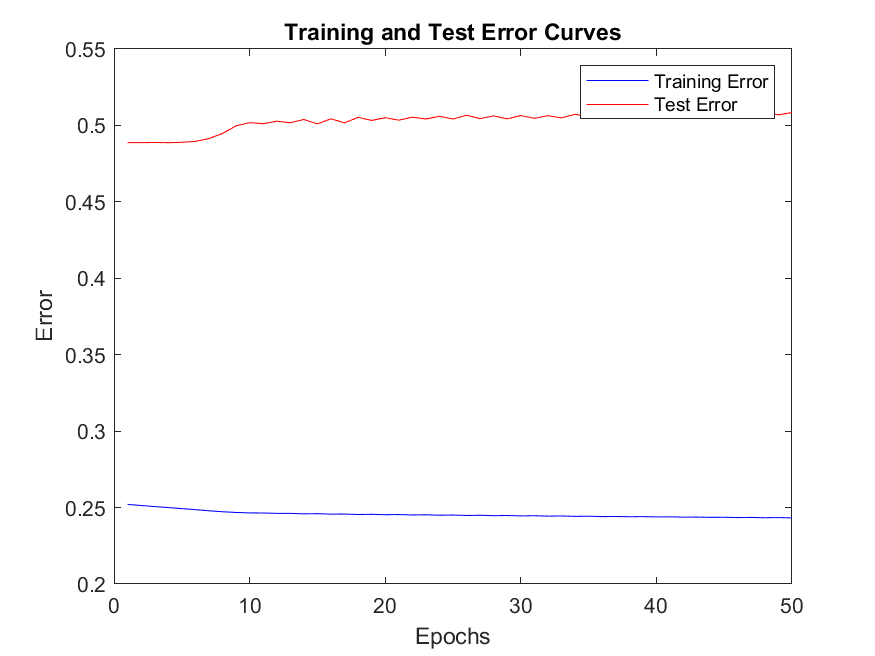 Training and Test Error Curves
0.55
Training Error
Test Error
0.5
0.45
0.4
0.35
0.3
0.25
0.2
Error
0 10 20 30 40 50
Epochs